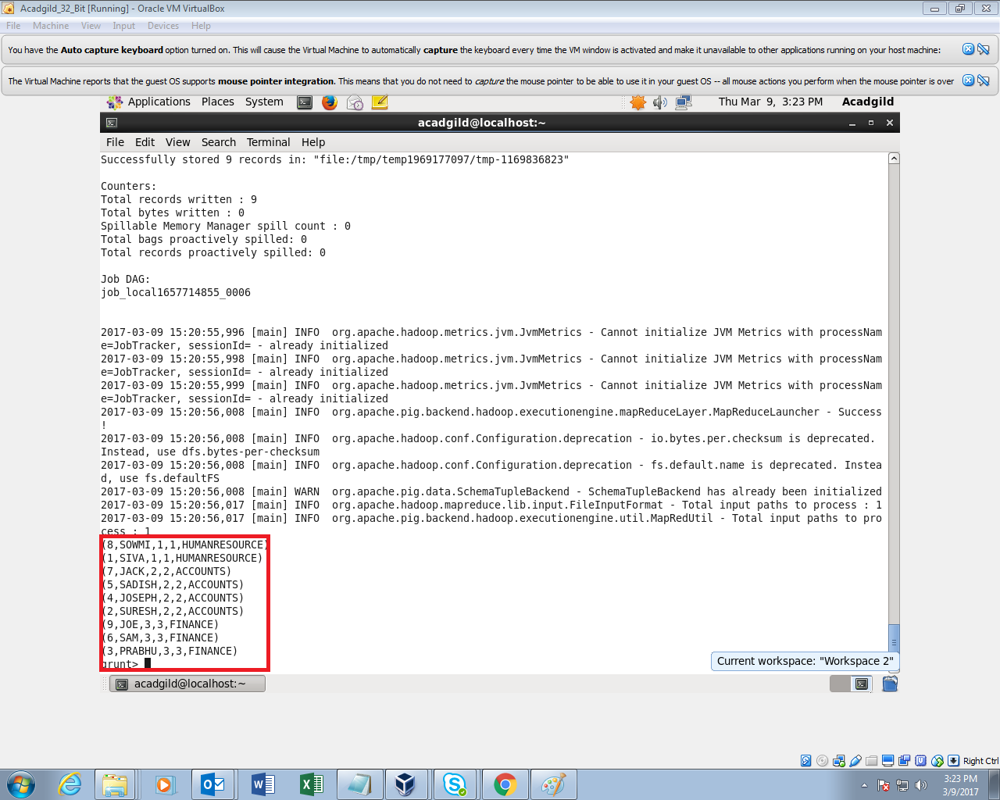 Acadgild_32_Bit [Running] - Oracle VM VirtualBox
File Machine View Input Devices Help
You have the Auto capture keyboard option turned on. This will cause the Virtual Machine to automatically capture the keyboard every time the VM window is activated and make it unavailable to other applications running on your host machine:
The Virtual Machine reports that the guest OS supports mouse pointer integration. This means that you do not need to capture the mouse pointer to be able to use it in your guest OS -- all mouse actions you perform when the mouse pointer is over
Applications Places System Thu Mar 9, 3:23 PM Acadgild
acadgild@localhost:~
File Edit View Search Terminal Help
Successfully stored 9 records in: "file:/tmp/temp1969177097/tmp-1169836823"
Counters:
Total records written : 9
Total bytes written : 0
Spillable Memory Manager spill count : 0
Total bags proactively spilled: 0
Total records proactively spilled: 0
Job DAG:
job_local1657714855_0006
2017-03-09 15:20:55,996 [main] INFO  org.apache.hadoop.metrics.jvm.JvmMetrics - Cannot initialize JVM Metrics with processNam
e=JobTracker, sessionId= - already initialized
2017-03-09 15:20:55,998 [main] INFO  org.apache.hadoop.metrics.jvm.JvmMetrics - Cannot initialize JVM Metrics with processNam
e=JobTracker, sessionId= - already initialized
2017-03-09 15:20:55,999 [main] INFO  org.apache.hadoop.metrics.jvm.JvmMetrics - Cannot initialize JVM Metrics with processNam
e=JobTracker, sessionId= - already initialized
2017-03-09 15:20:56,008 [main] INFO  org.apache.pig.backend.hadoop.executionengine.mapReduceLayer.MapReduceLauncher - Success
!
2017-03-09 15:20:56,008 [main] INFO  org.apache.hadoop.conf.Configuration.deprecation - io.bytes.per.checksum is deprecated.
Instead, use dfs.bytes-per-checksum
2017-03-09 15:20:56,008 [main] INFO  org.apache.hadoop.conf.Configuration.deprecation - fs.default.name is deprecated. Instea
d, use fs.defaultFS
2017-03-09 15:20:56,008 [main] WARN  org.apache.pig.data.SchemaTupleBackend - SchemaTupleBackend has already been initialized
2017-03-09 15:20:56,017 [main] INFO  org.apache.hadoop.mapreduce.lib.input.FileInputFormat - Total input paths to process : 1
2017-03-09 15:20:56,017 [main] INFO  org.apache.pig.backend.hadoop.executionengine.util.MapRedUtil - Total input paths to pro
cess : 1
(8,SOWMI,1,1,HUMANRESOURCE)
(1,SIVA,1,1,HUMANRESOURCE)
(7,JACK,2,2,ACCOUNTS)
(5,SADISH,2,2,ACCOUNTS)
(4,JOSEPH,2,2,ACCOUNTS)
(2,SURESH,2,2,ACCOUNTS)
(9,JOE,3,3,FINANCE)
(6,SAM,3,3,FINANCE)
(3,PRABHU,3,3,FINANCE)
grunt>
Current workspace: "Workspace 2"
acadgild@localhost:~
Right Ctrl
3:23 PM
3/9/2017